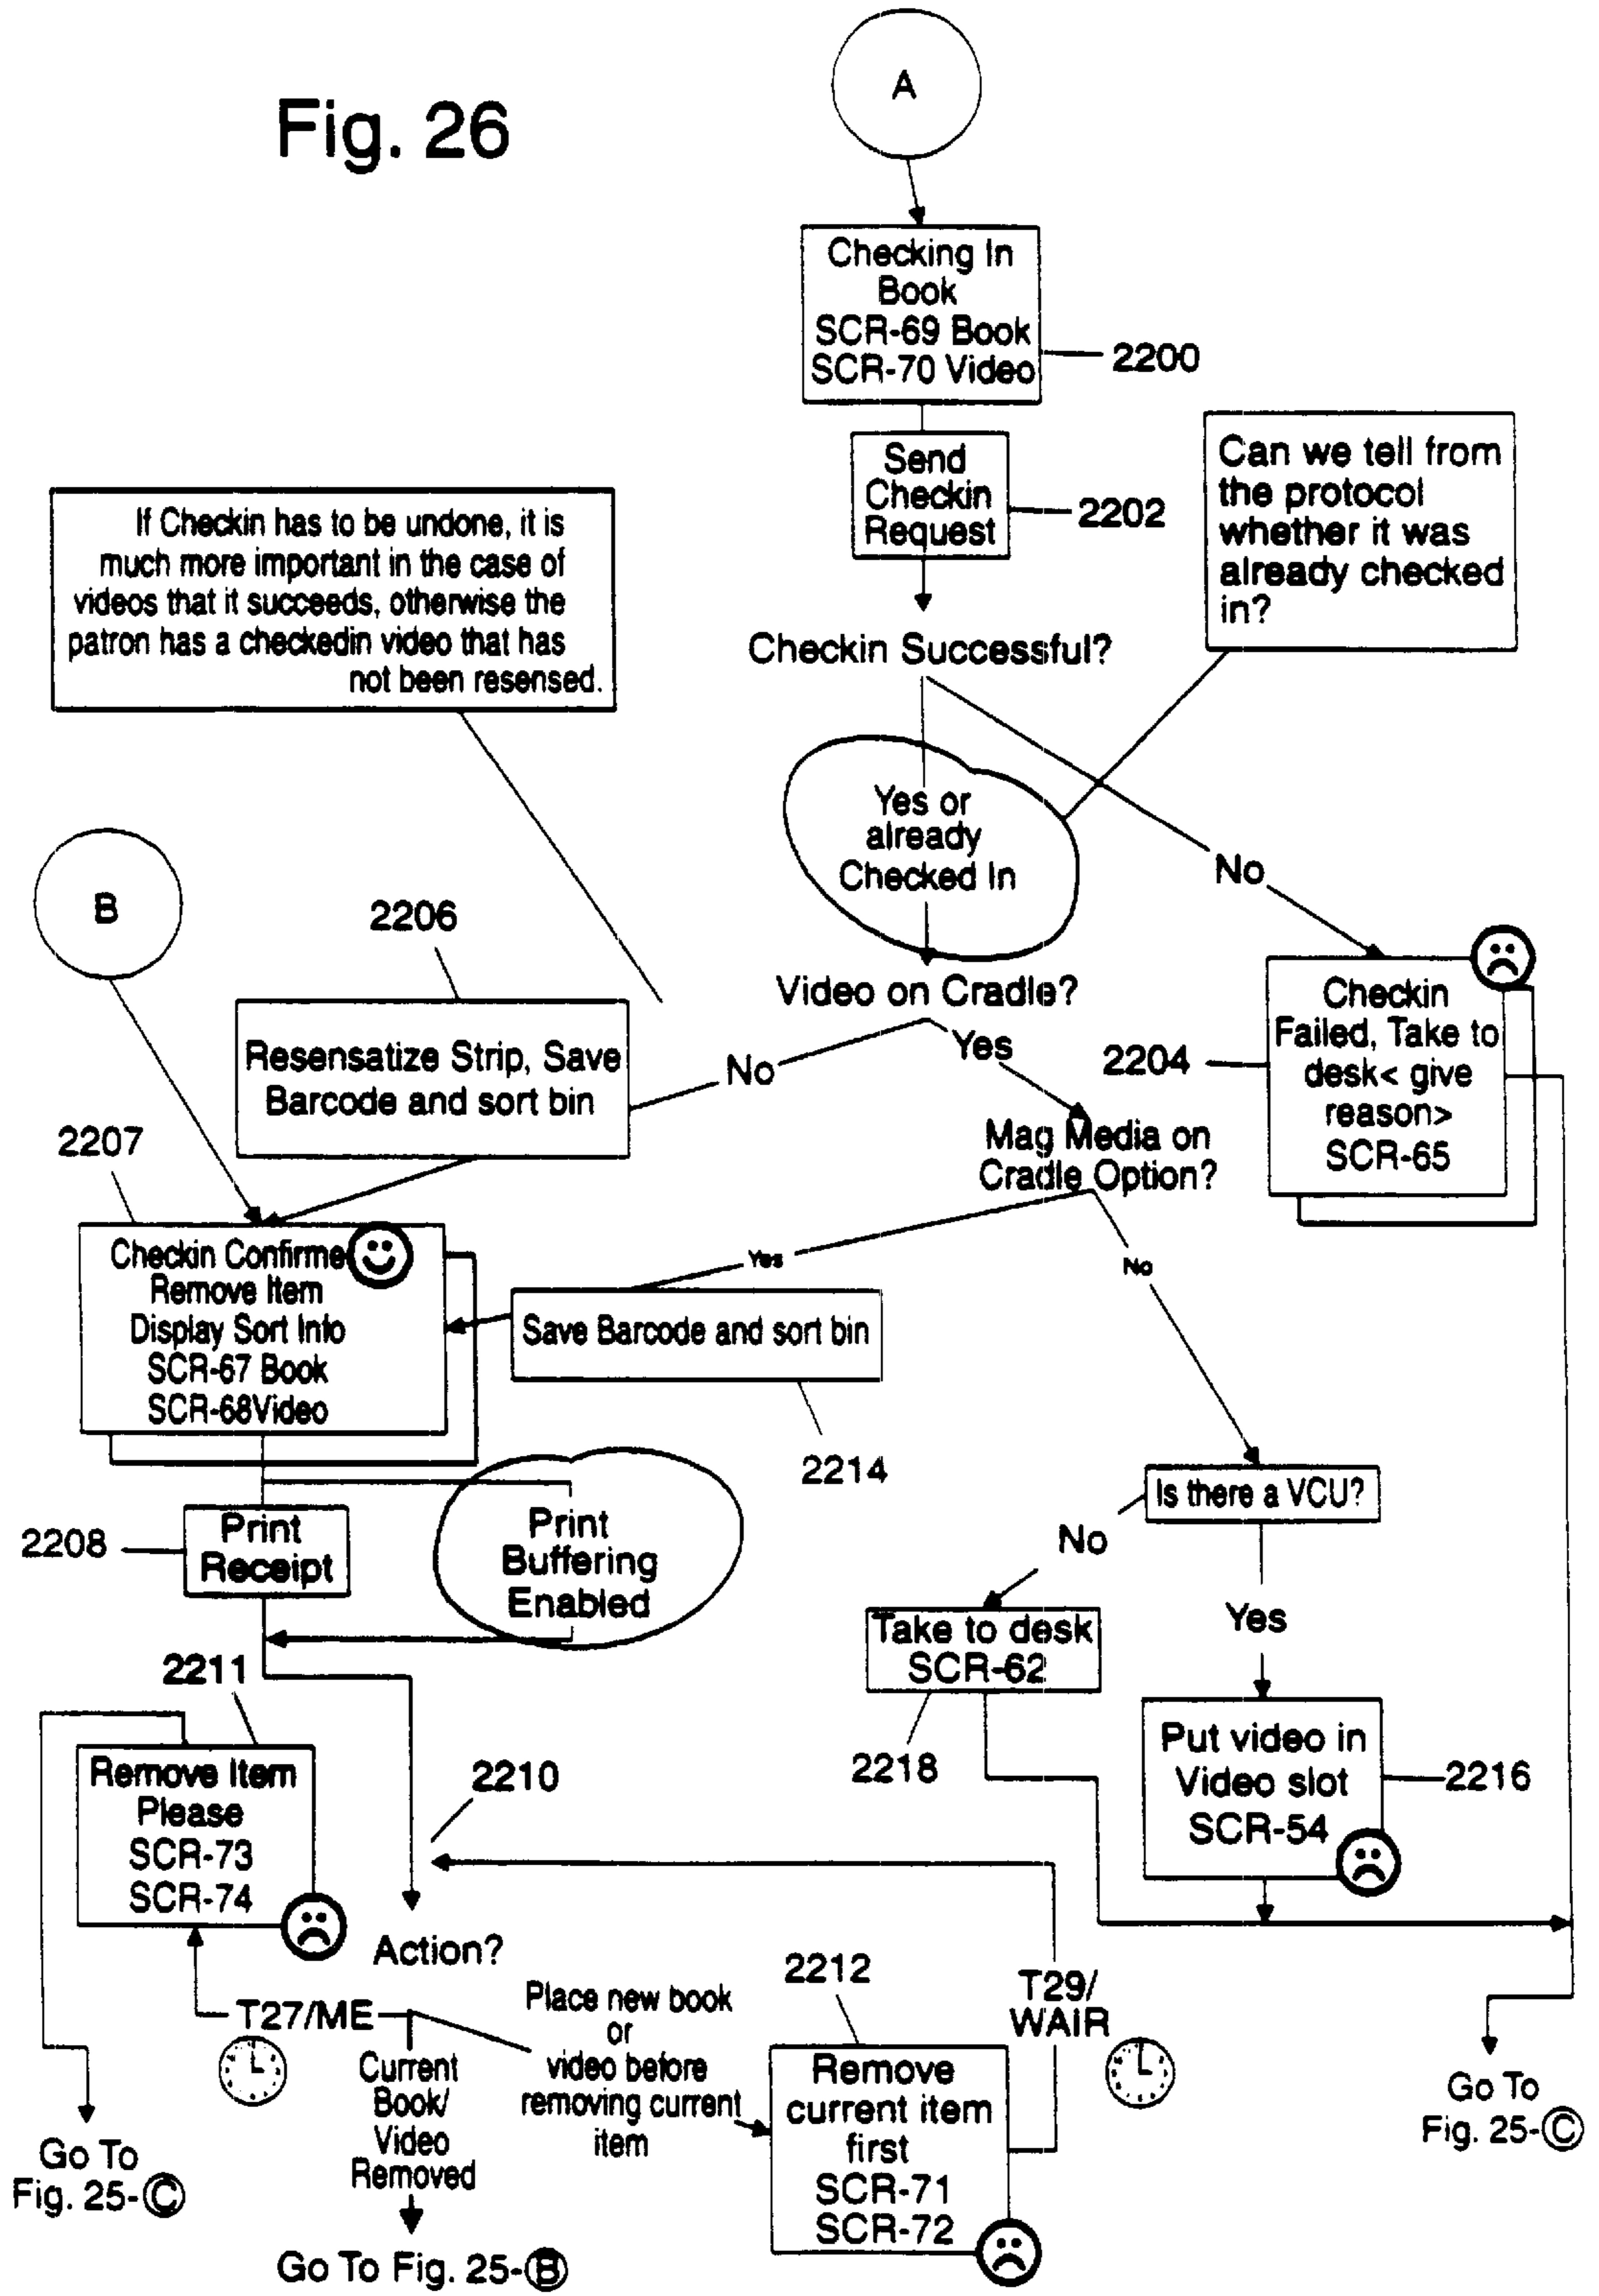 Fig. 26
A
Checking In
Book
SCR-69 Book
SCR-70 Video
2200
Send
Checkin
Request
2202
Can we tell from
the protocol
whether it was
already checked
in?
If Checkin has to be undone, it is
much more important in the case of
videos that it succeeds, otherwise the
patron has a checkedin video that has
not been resensed.
Checkin Successful?
Yes or
already
Checked In
No
B
2206
Video on Cradle?
Resensatize Strip, Save
Barcode and sort bin
No
Yes
2204
Checkin
Failed, Take to
desk< give
reason>
SCR-65
Mag Media on
Cradle Option?
2207
Checkin Confirme
Remove Item
Display Sort Info
SCR-67 Book
SCR-68Video
Yes
No
Save Barcode and sort bin
2214
Is there a VCU?
2208
Print
Receipt
Print
Buffering
Enabled
No
Yes
Take to desk
SCR-62
2218
Put video in
Video slot
SCR-54
2216
2211
Remove Item
Please
SCR-73
SCR-74
2210
Action?
T27/ME
Current
Book/
Video
Removed
Place new book
or
video before
removing current
item
2212
Remove
current item
first
SCR-71
SCR-72
T29/
WAIR
Go To
Fig. 25-C
Go To Fig. 25-B
Go To
Fig. 25-C